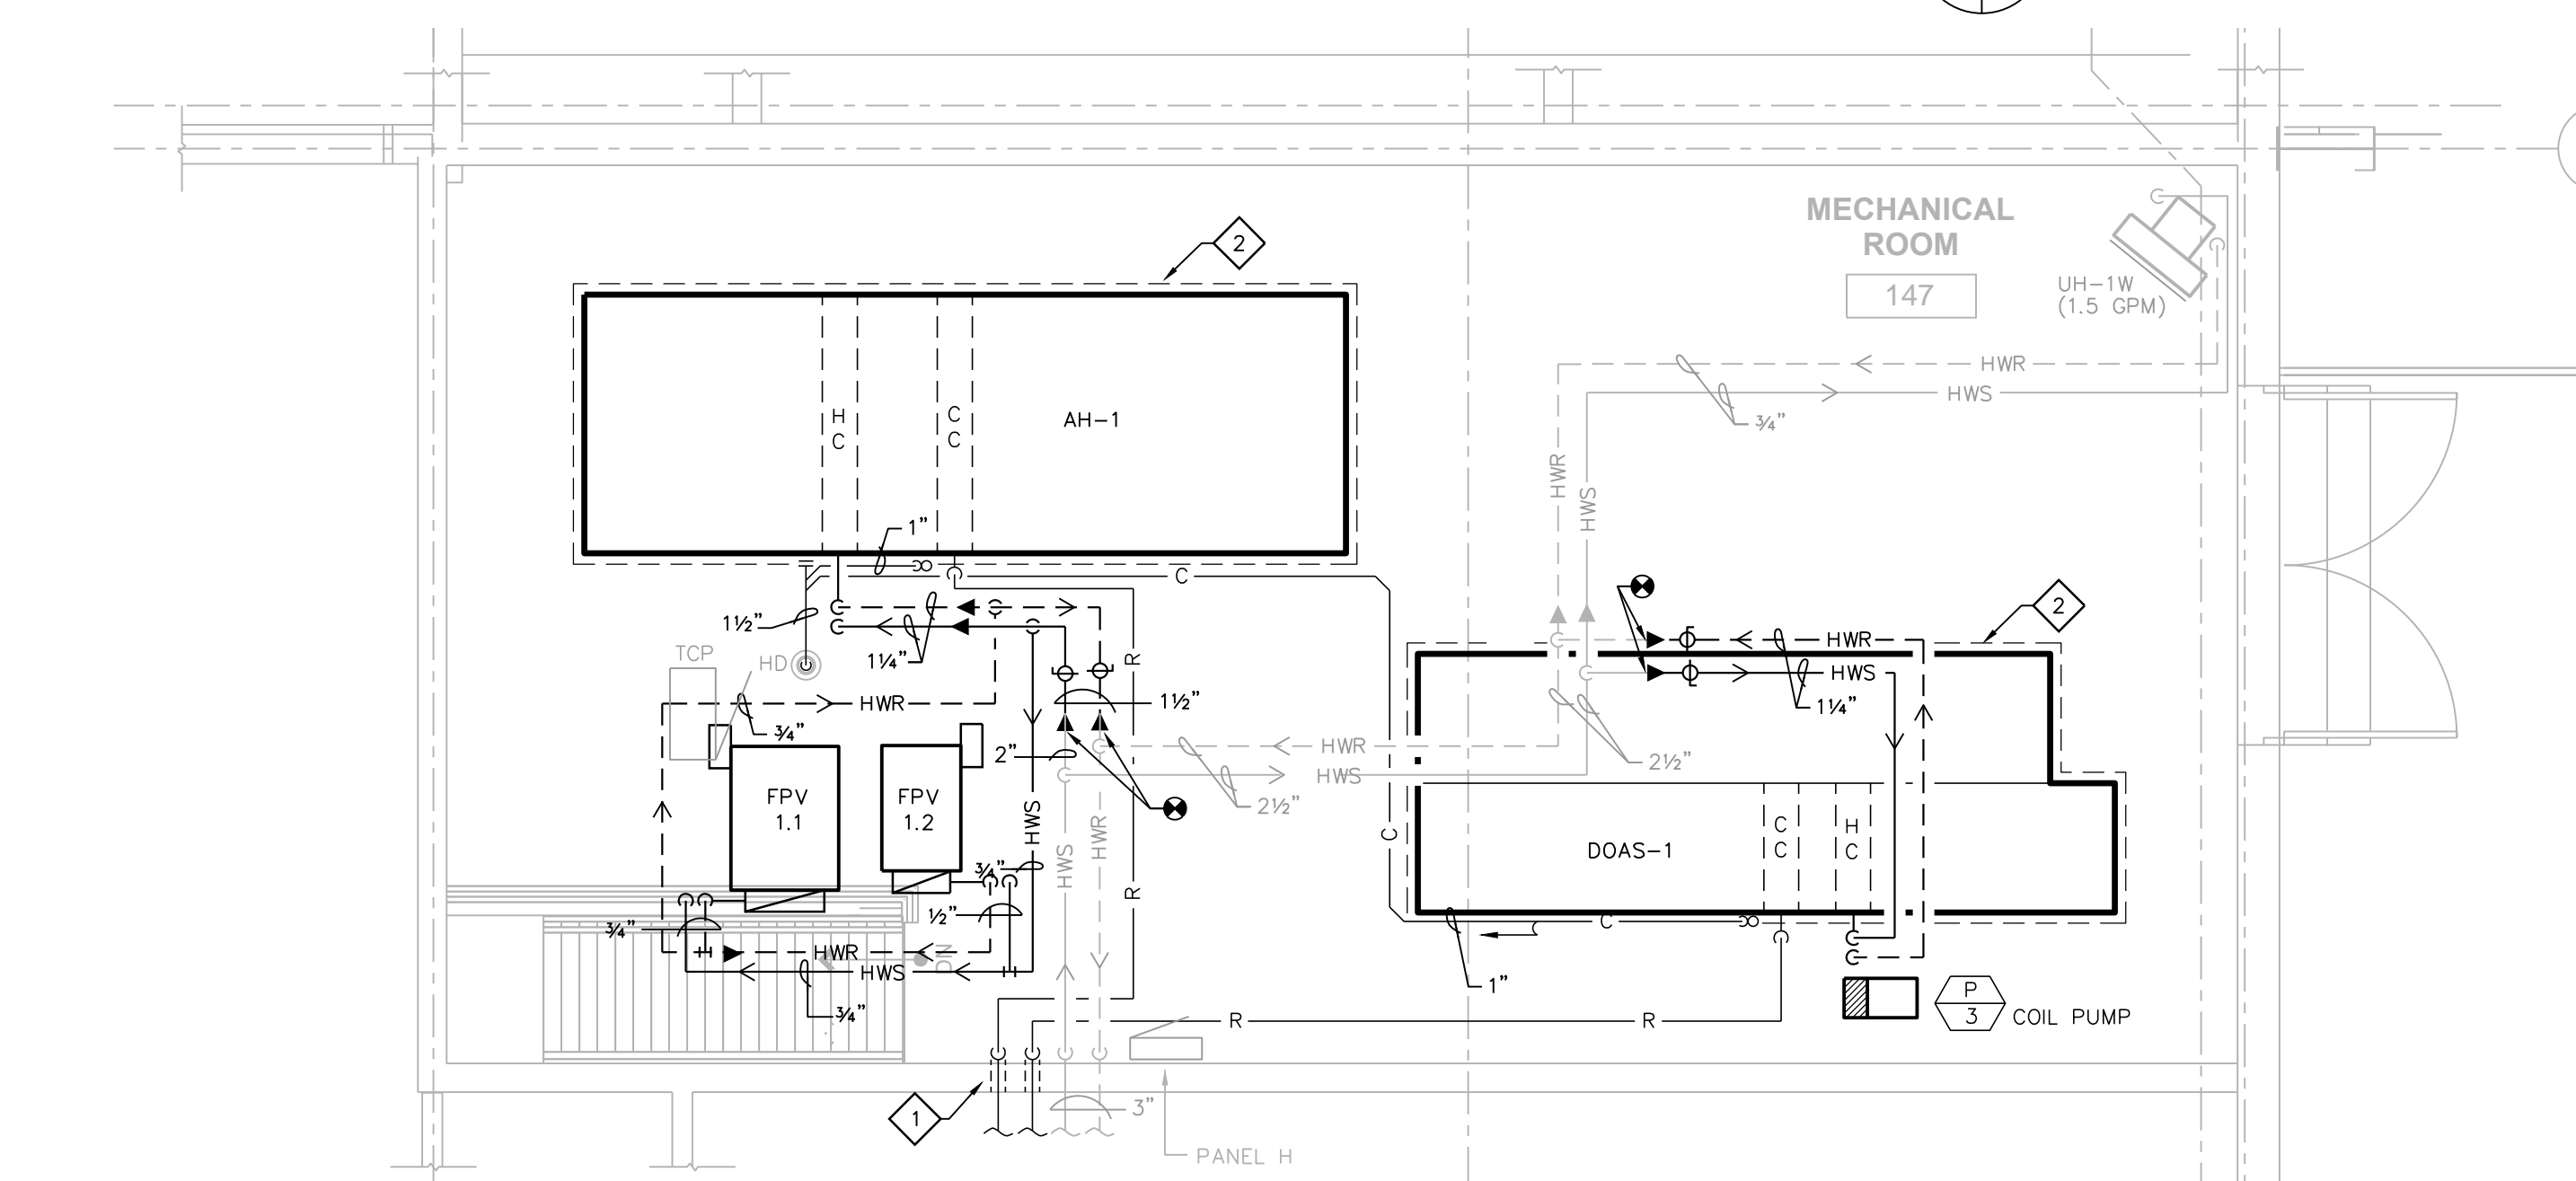 MECHANICAL
ROOM
147
UH-1W
(1.5 GPM)
2
HWR
HWS
¾"
H
C
C
C
AH-1
HWR
HWS
1"
C
2
1½"
1¼"
R
HWR
HWS
1¼"
TCP
HD
HWR
¾"
1½"
2"
HWR
HWS
2½"
2½"
FPV
1.1
FPV
1.2
HWS
HWS
HWR
C
DOAS-1
C
C
H
C
¾"
½"
R
¾"
HWR
HWS
DN
¾"
C
1"
R
R
P
3
COIL PUMP
1
3"
PANEL H